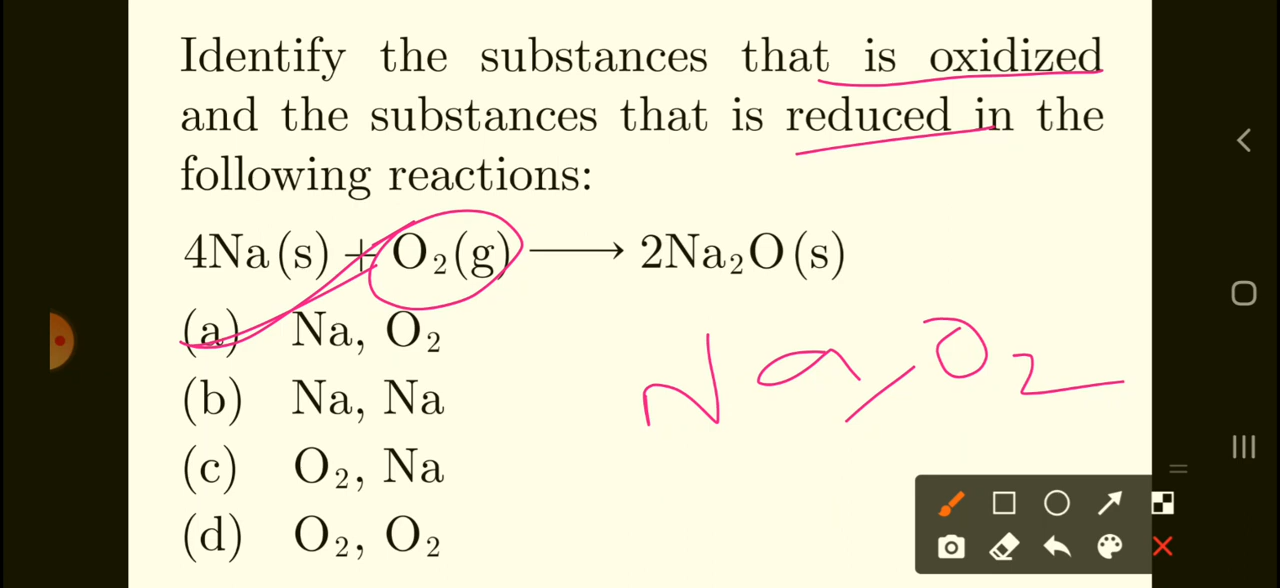 Identify the substances that is oxidized
and the substances that is reduced in the
following reactions:
4Na(s) + O₂(g) ⟶ 2Na₂O(s)
(a) Na, O₂
(b) Na, Na
(c) O₂, Na
(d) O₂, O₂
Na, O₂